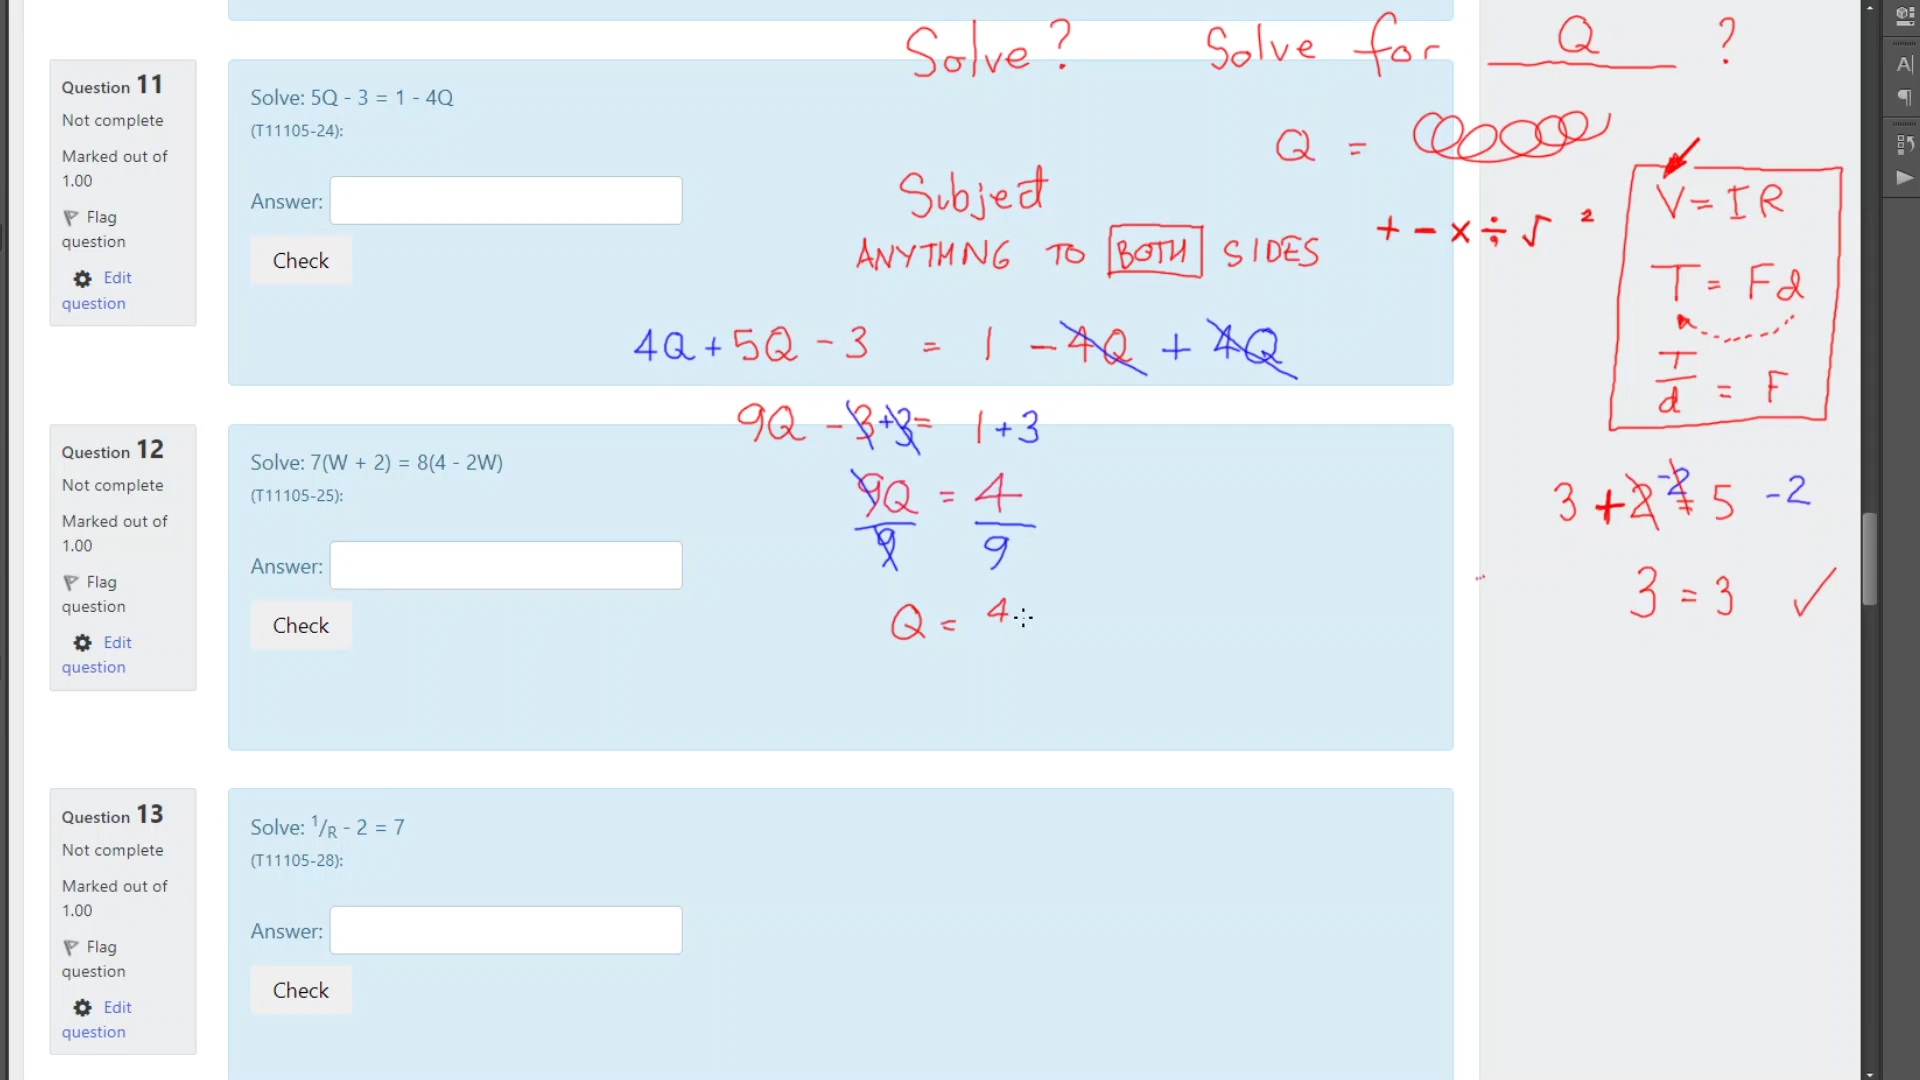 Solve? Solve for Q ?
Question 11
Not complete
Marked out of
1.00
Flag
question
Edit
question
Solve: 5Q - 3 = 1 - 4Q
(T11105-24):
Answer:
Check
Q =
Subject
ANYTHING TO BOTH SIDES
+ - × ÷ √ ²
V = IR
T = Fd
T/d = F
4Q + 5Q - 3 = 1 - 4Q + 4Q
9Q - 3 + 3 = 1 + 3
9Q/9 = 4/9
Q = 4
3 + 2 - 2 = 5 - 2
3 = 3 ✓
Question 12
Not complete
Marked out of
1.00
Flag
question
Edit
question
Solve: 7(W + 2) = 8(4 - 2W)
(T11105-25):
Answer:
Check
Question 13
Not complete
Marked out of
1.00
Flag
question
Edit
question
Solve: 1/R - 2 = 7
(T11105-28):
Answer:
Check